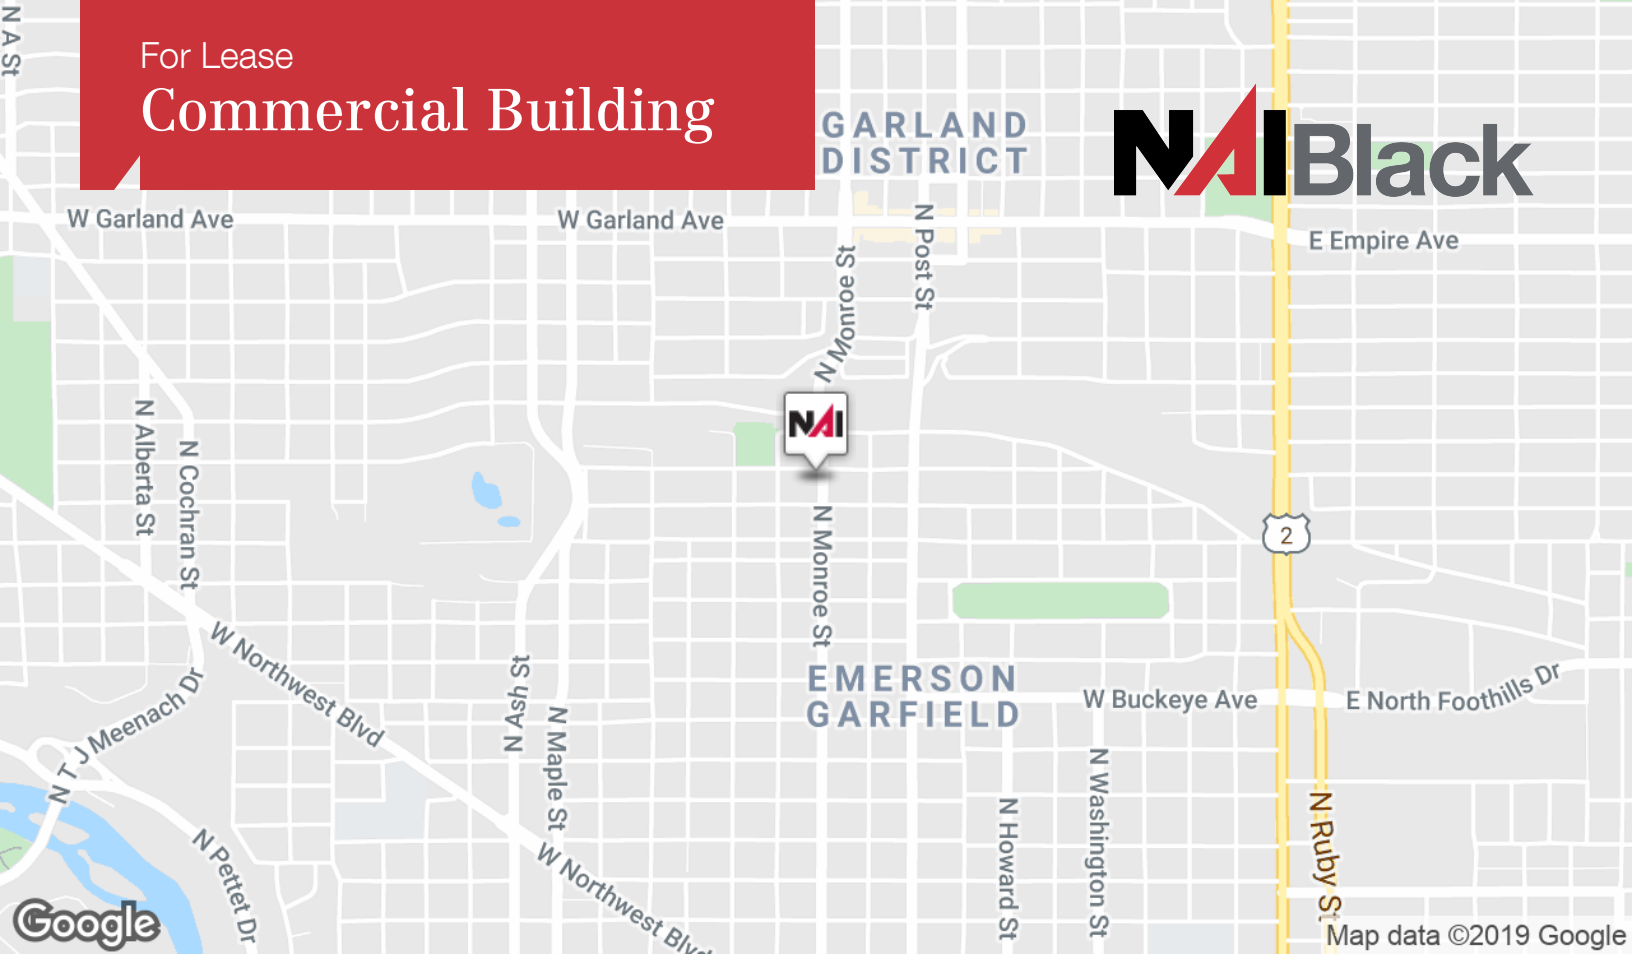 For Lease
Commercial Building
N A St
GARLAND
DISTRICT
NAIBlack
W Garland Ave
W Garland Ave
N Post St
E Empire Ave
N Monroe St
NAI
N Alberta St
N Cochran St
2
N Monroe St
W Northwest Blvd
N Ash St
EMERSON
GARFIELD
W Buckeye Ave
E North Foothills Dr
N T J Meenach Dr
N Maple St
N Washington St
N Howard St
N Ruby St
N Pettet Dr
W Northwest Blvd
Google
Map data ©2019 Google